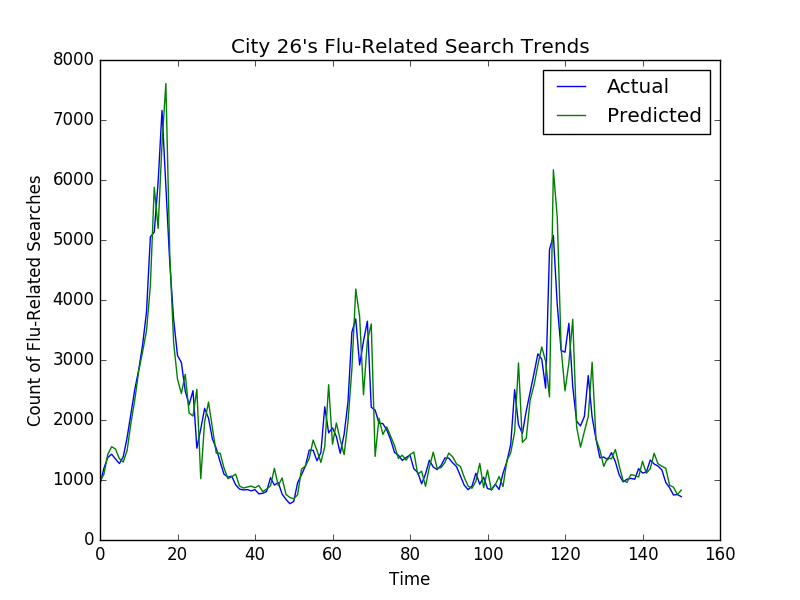 City 26's Flu-Related Search Trends
Actual
Predicted
8000
7000
6000
5000
4000
3000
2000
1000
0
Count of Flu-Related Searches
0 20 40 60 80 100 120 140 160
Time